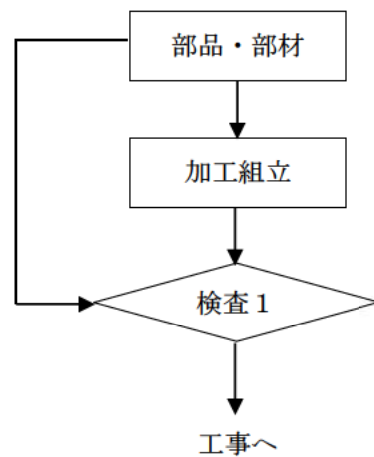 部品・部材
加工組立
検査１
工事へ